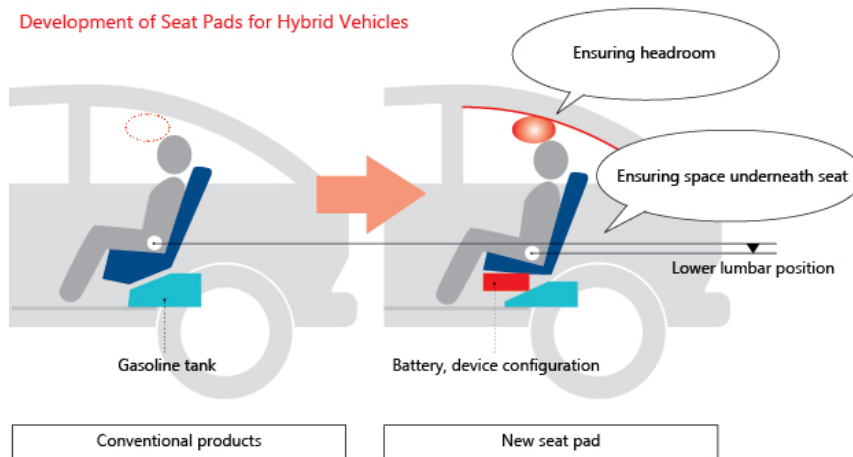 Development of Seat Pads for Hybrid Vehicles
Ensuring headroom
Ensuring space underneath seat
Lower lumbar position
Gasoline tank
Battery, device configuration
Conventional products
New seat pad